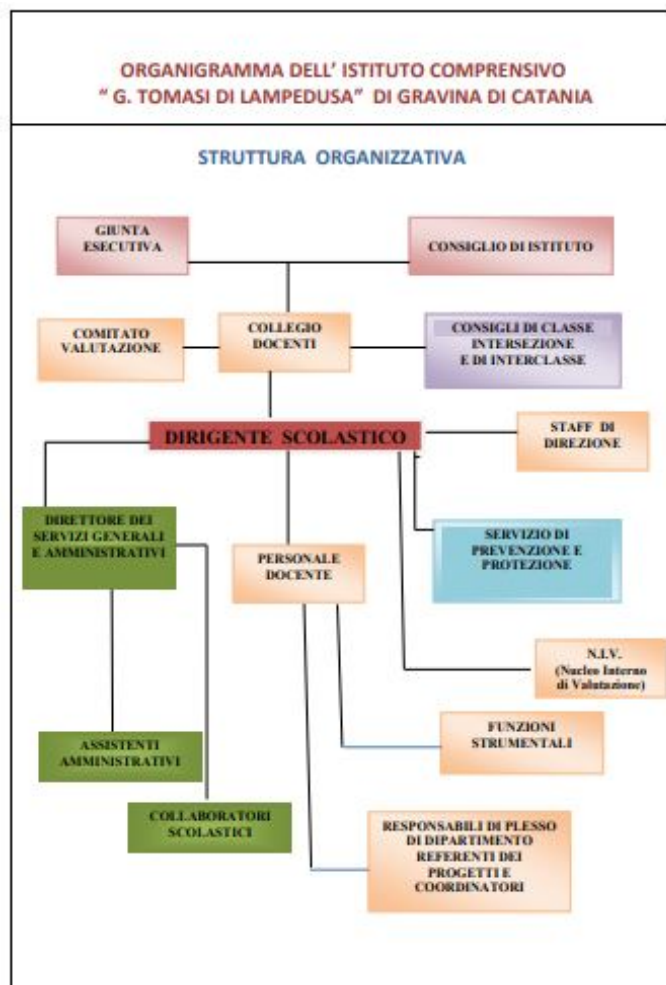 ORGANIGRAMMA DELL' ISTITUTO COMPRENSIVO
" G. TOMASI DI LAMPEDUSA" DI GRAVINA DI CATANIA
STRUTTURA ORGANIZZATIVA
GIUNTA
ESECUTIVA
CONSIGLIO DI ISTITUTO
COMITATO
VALUTAZIONE
COLLEGIO
DOCENTI
CONSIGLI DI CLASSE
INTERSEZIONE
E DI INTERCLASSE
DIRIGENTE SCOLASTICO
STAFF DI
DIREZIONE
DIRETTORE DEI
SERVIZI GENERALI
E AMMINISTRATIVI
PERSONALE
DOCENTE
SERVIZIO DI
PREVENZIONE E
PROTEZIONE
N.I.V.
(Nucleo Interno
di Valutazione)
FUNZIONI
STRUMENTALI
ASSISTENTI
AMMINISTRATIVI
COLLABORATORI
SCOLASTICI
RESPONSABILI DI PLESSO
DI DIPARTIMENTO
REFERENTI DEI
PROGETTI E
COORDINATORI